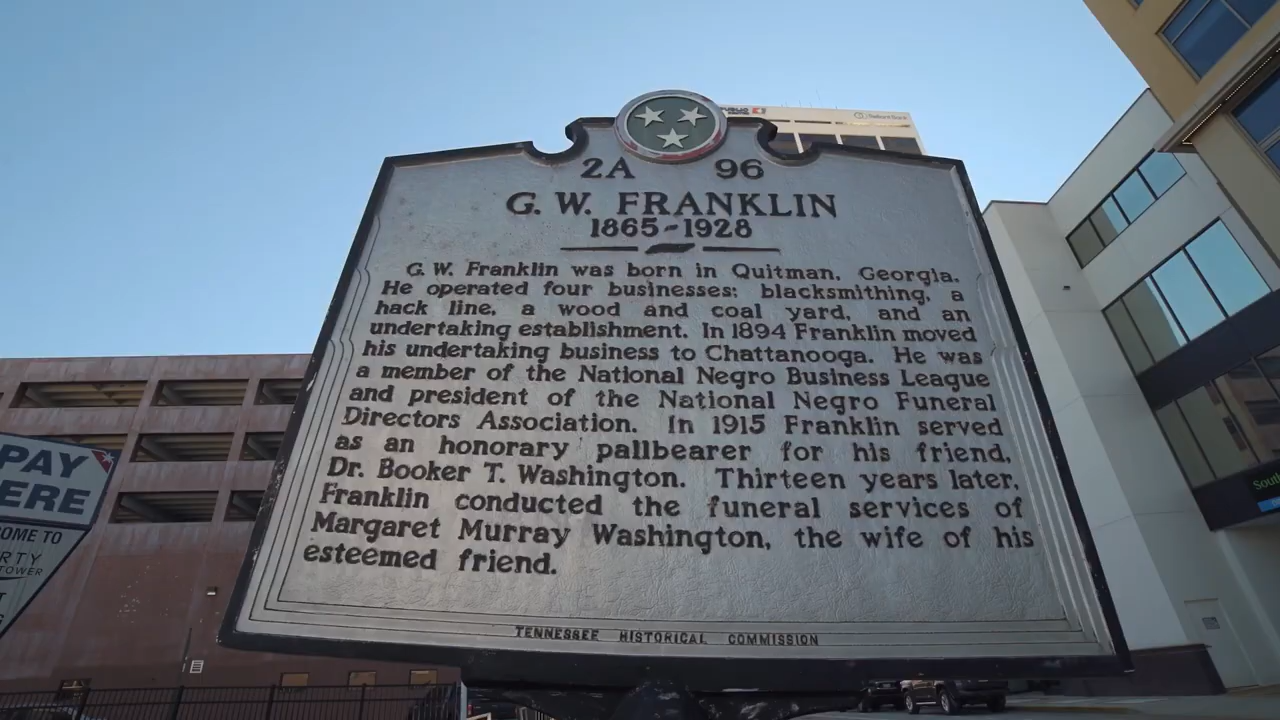 2A 96
G. W. FRANKLIN
1865-1928
G. W. Franklin was born in Quitman, Georgia.
He operated four businesses: blacksmithing, a
hack line, a wood and coal yard, and an
undertaking establishment. In 1894 Franklin moved
his undertaking business to Chattanooga. He was
a member of the National Negro Business League
and president of the National Negro Funeral
Directors Association. In 1915 Franklin served
as an honorary pallbearer for his friend,
Dr. Booker T. Washington. Thirteen years later,
Franklin conducted the funeral services of
Margaret Murray Washington, the wife of his
esteemed friend.
TENNESSEE HISTORICAL COMMISSION
PAY